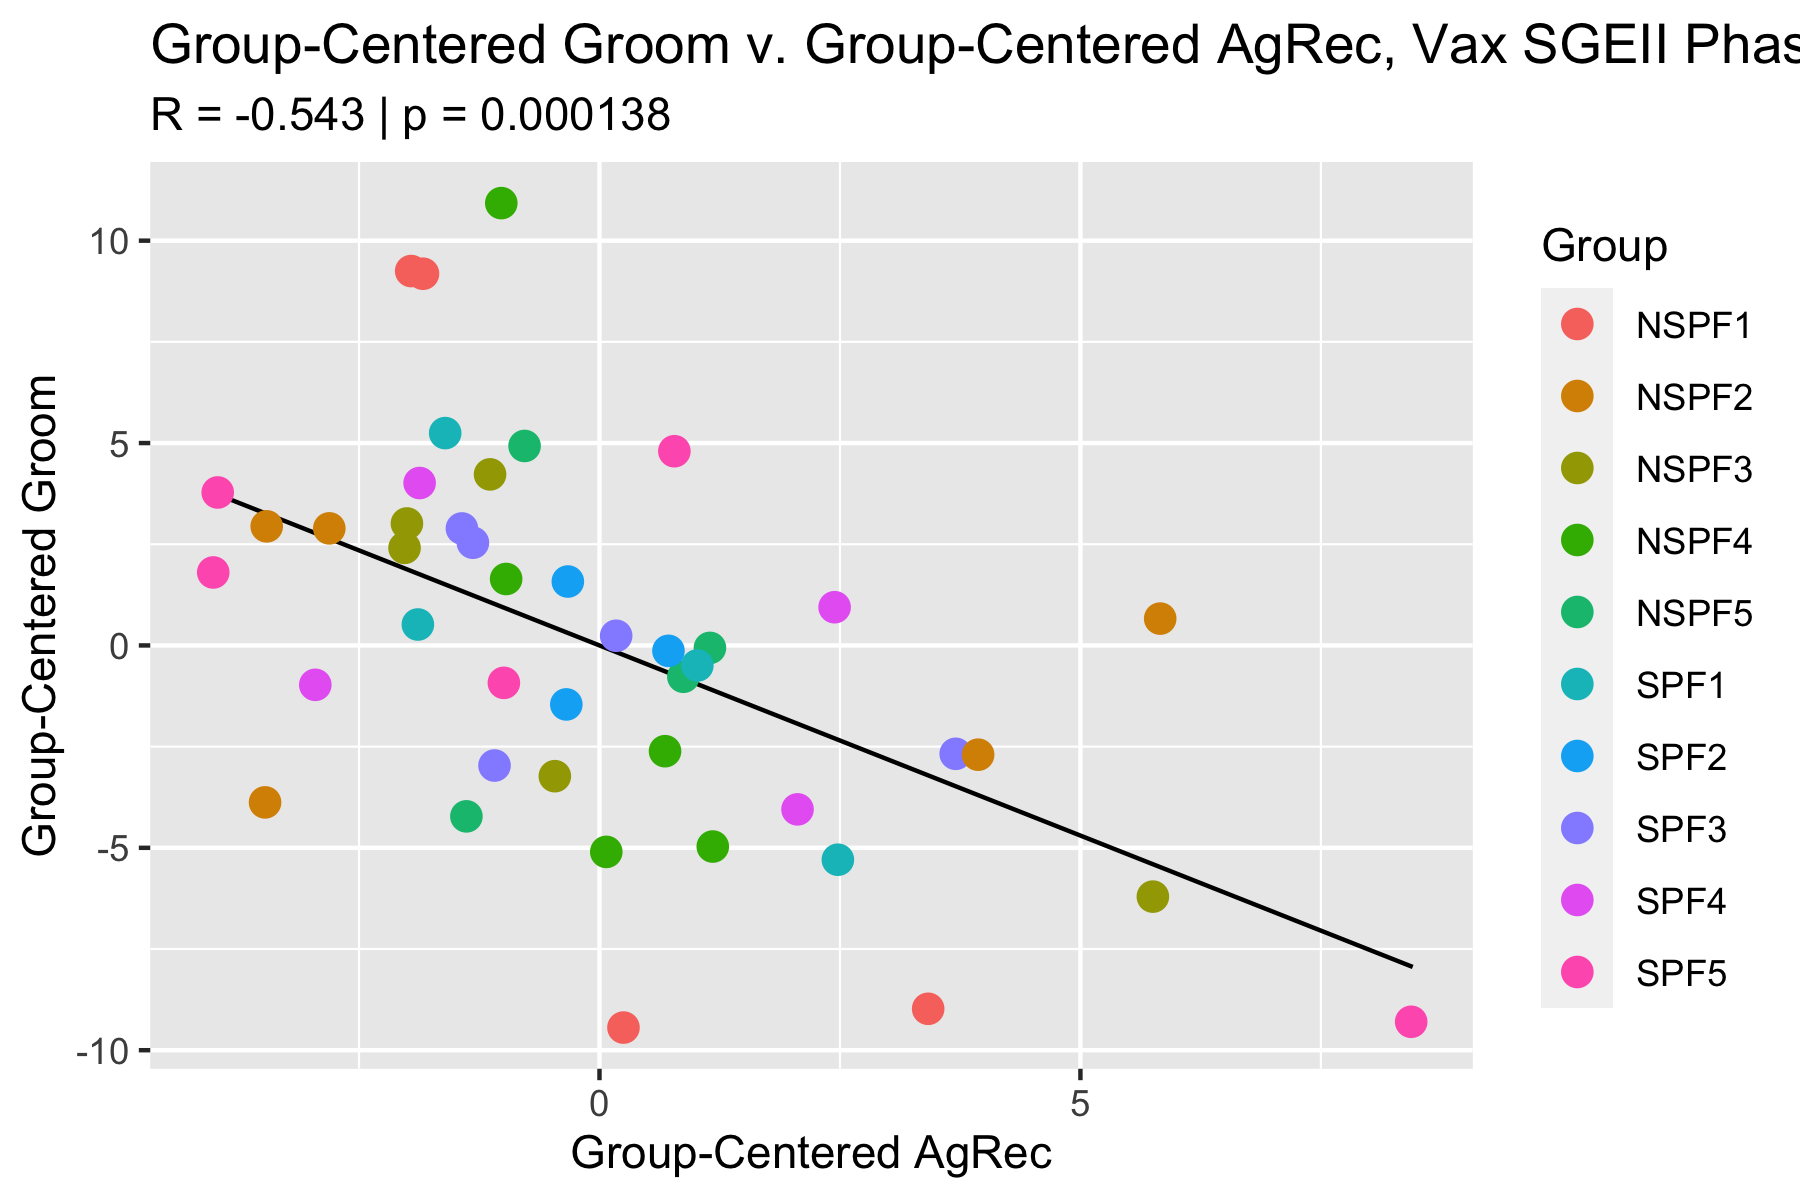 Group-Centered Groom v. Group-Centered AgRec, Vax SGEII Phas
R = -0.543 | p = 0.000138
10
5
0
-5
-10
Group-Centered Groom
0
5
Group-Centered AgRec
Group
NSPF1
NSPF2
NSPF3
NSPF4
NSPF5
SPF1
SPF2
SPF3
SPF4
SPF5